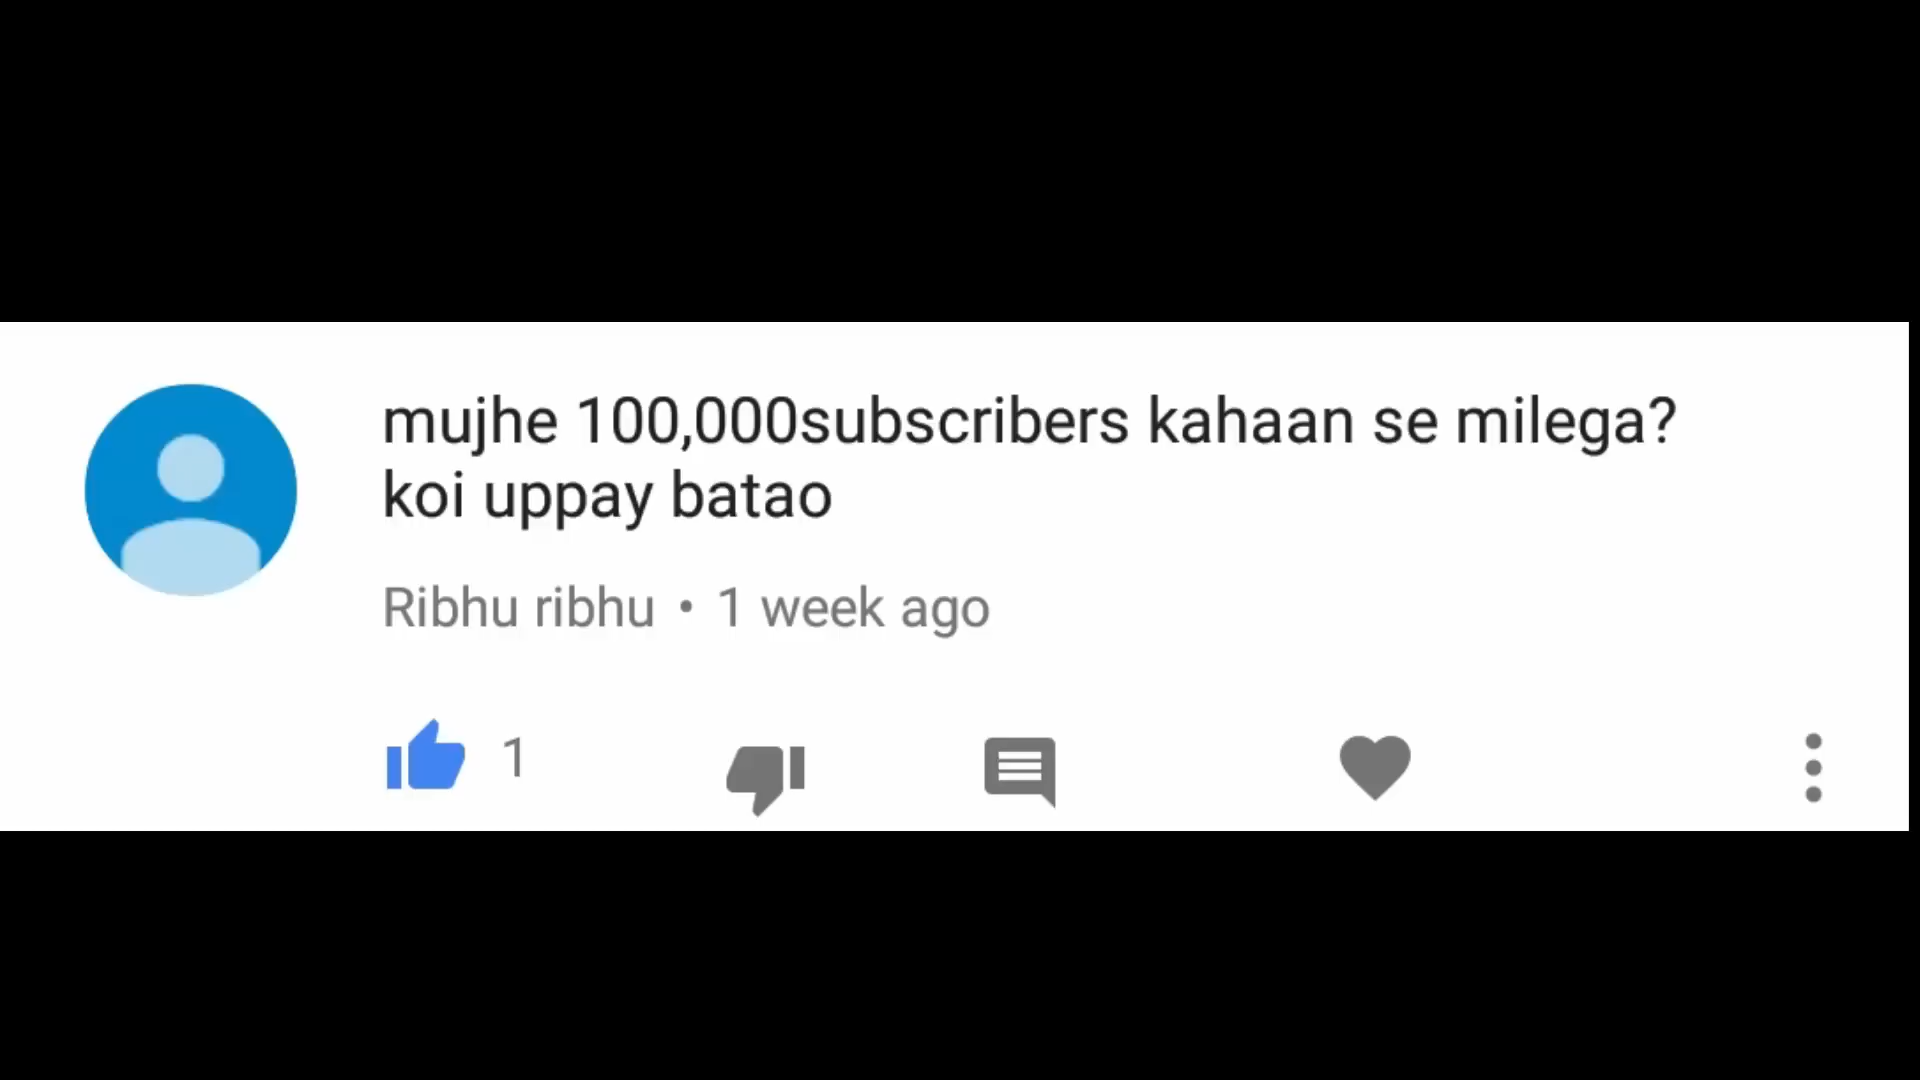 mujhe 100,000subscribers kahaan se milega?
koi uppay batao
Ribhu ribhu • 1 week ago
1